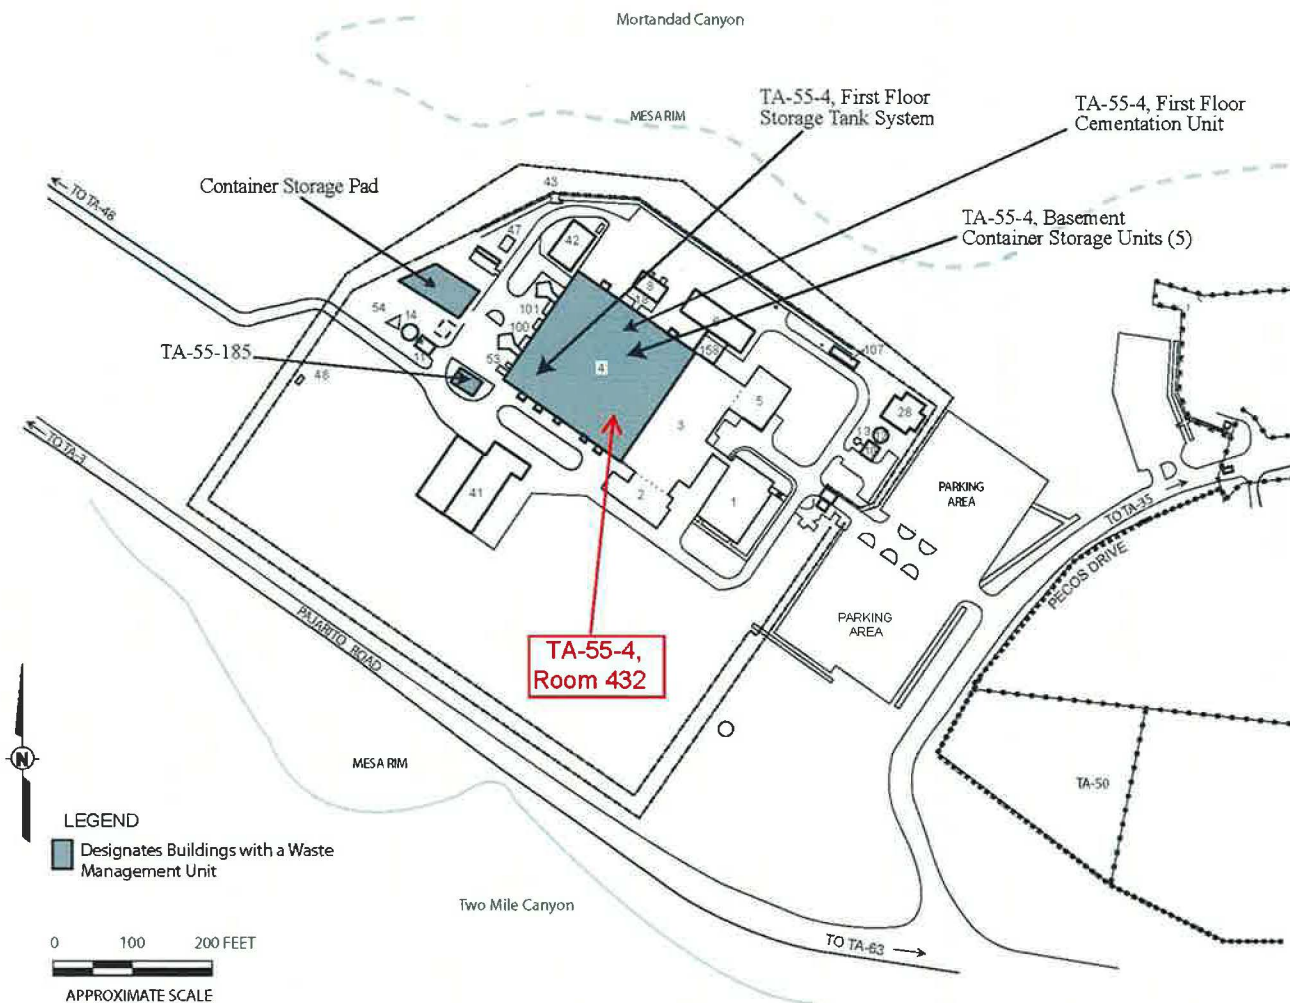 Mortandad Canyon
TA-55-4, First Floor
Storage Tank System
TA-55-4, First Floor
Cementation Unit
MESA RIM
Container Storage Pad
TO TA-48
43
TA-55-4, Basement
Container Storage Units (5)
47
42
8
18
101
100
54
14
11
6
158
107
TA-55-185
53
48
4
5
28
3
13
TO TA-3
41
2
1
PARKING
AREA
TO TA-35
PECOS DRIVE
PARKING
AREA
PAJARITO ROAD
TA-55-4,
Room 432
N
MESA RIM
TA-50
LEGEND
Designates Buildings with a Waste
Management Unit
Two Mile Canyon
TO TA-63
0 100 200 FEET
APPROXIMATE SCALE